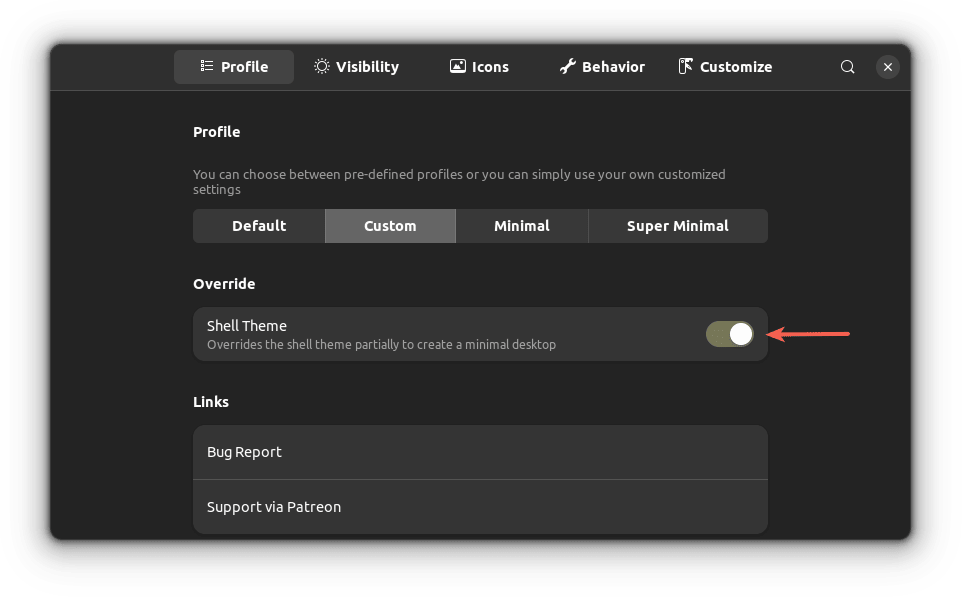 Profile Visibility Icons Behavior Customize
Profile
You can choose between pre-defined profiles or you can simply use your own customized
settings
Default Custom Minimal Super Minimal
Override
Shell Theme
Overrides the shell theme partially to create a minimal desktop
Links
Bug Report
Support via Patreon